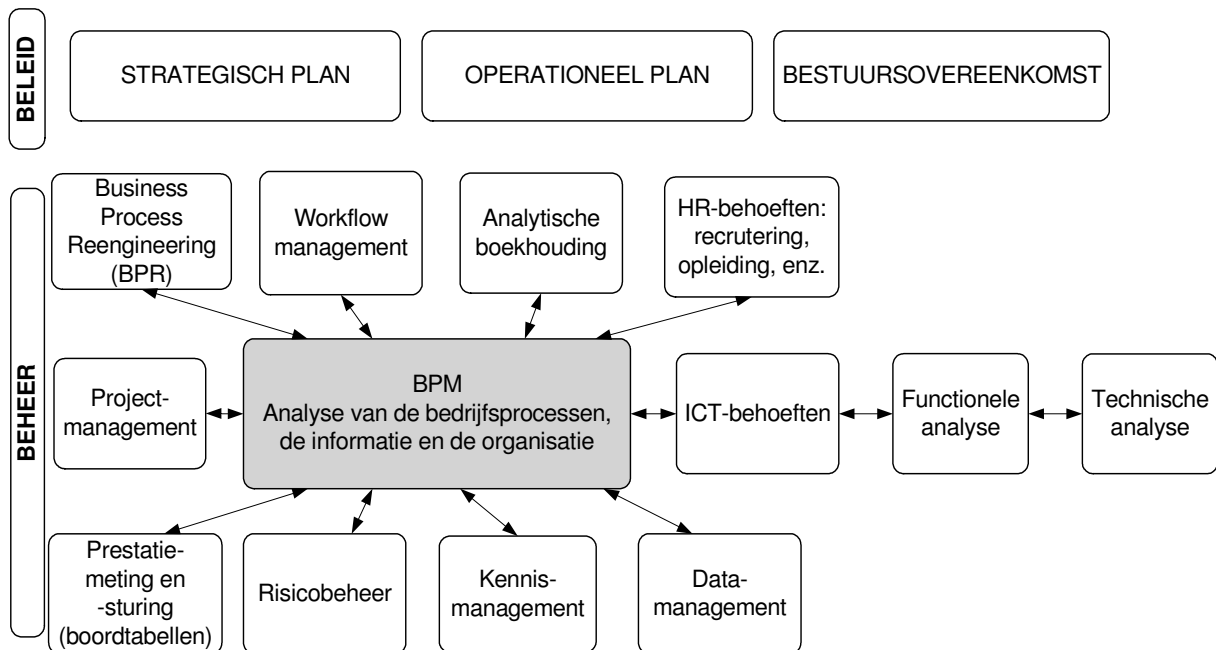 BELEID
STRATEGISCH PLAN
OPERATIONEEL PLAN
BESTUURSOVEREENKOMST
BEHEER
Business
Process
Reengineering
(BPR)
Workflow
management
Analytische
boekhouding
HR-behoeften:
recrutering,
opleiding, enz.
Project-
management
BPM
Analyse van de bedrijfsprocessen,
de informatie en de organisatie
ICT-behoeften
Functionele
analyse
Technische
analyse
Prestatie-
meting en
-sturing
(boordtabellen)
Risicobeheer
Kennis-
management
Data-
management